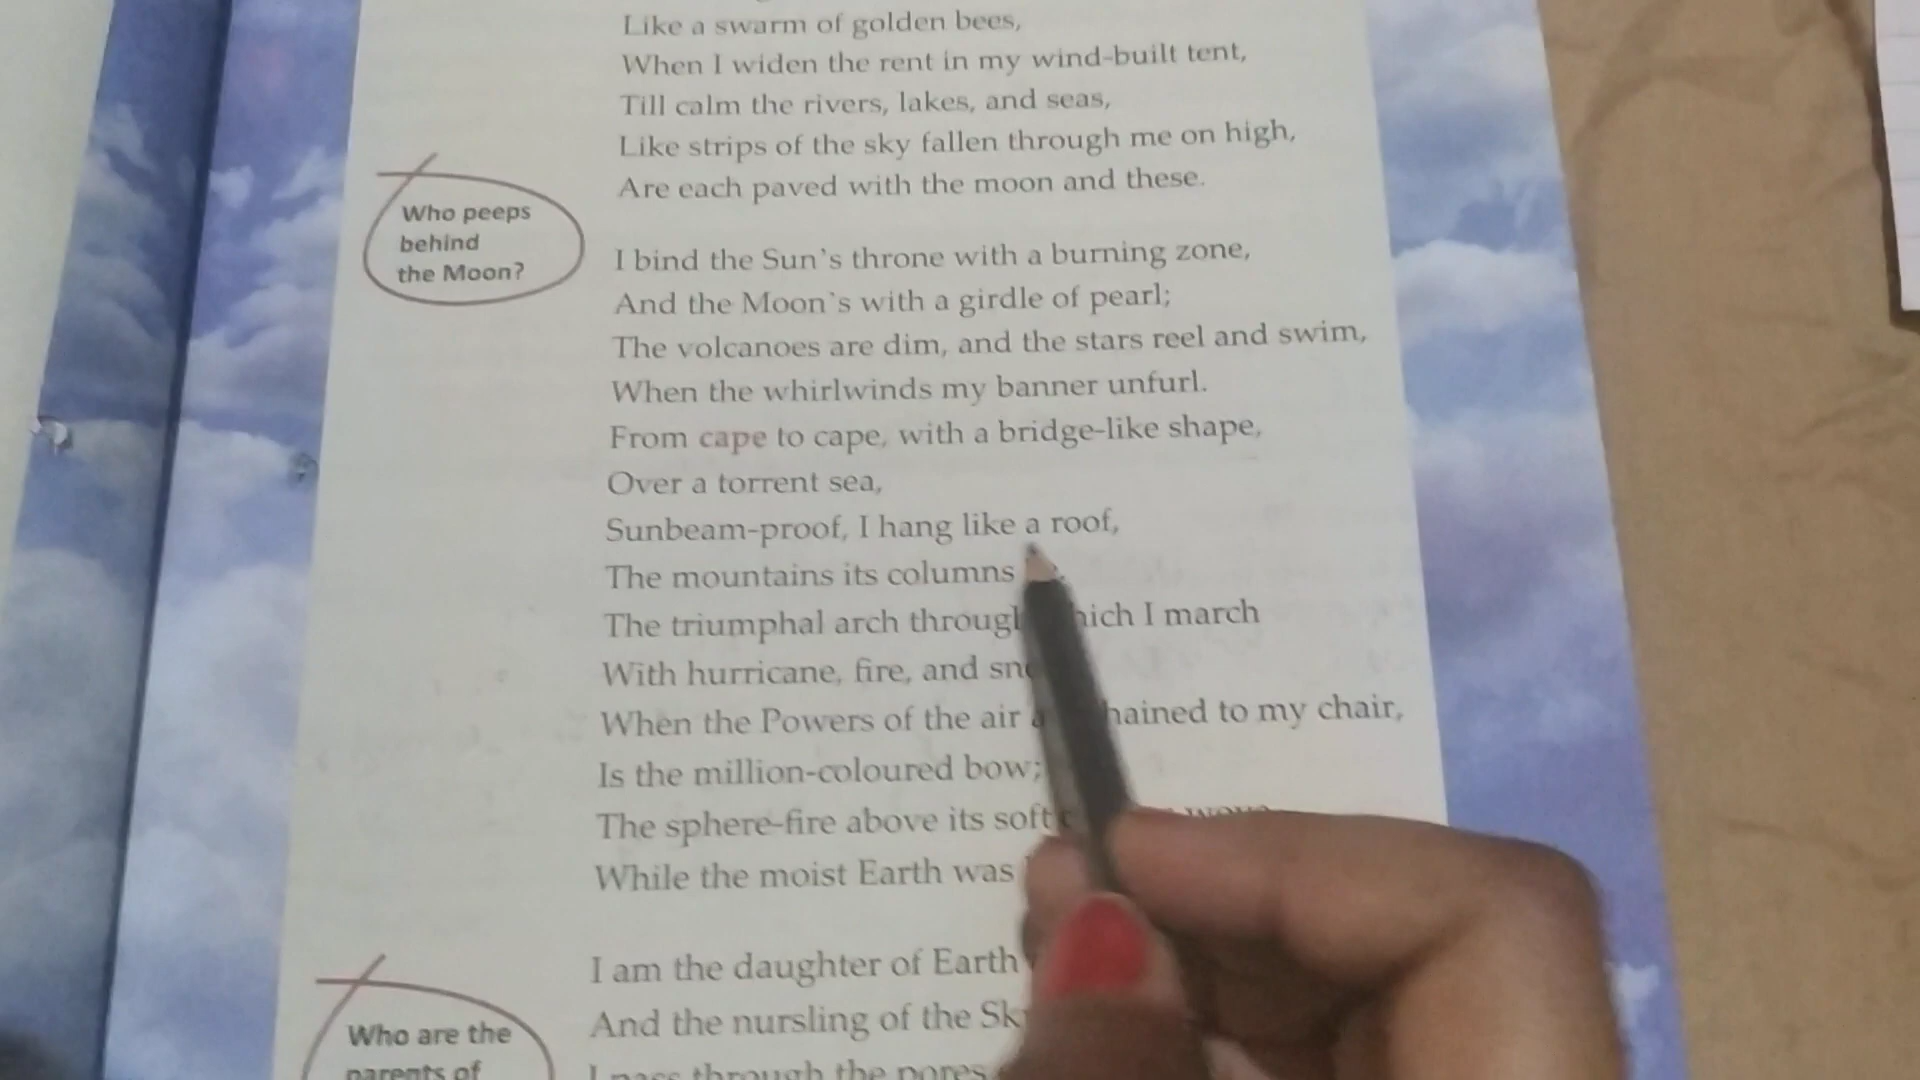 Like a swarm of golden bees,
When I widen the rent in my wind-built tent,
Till calm the rivers, lakes, and seas,
Like strips of the sky fallen through me on high,
Are each paved with the moon and these.
Who peeps
behind
the Moon?
I bind the Sun's throne with a burning zone,
And the Moon's with a girdle of pearl;
The volcanoes are dim, and the stars reel and swim,
When the whirlwinds my banner unfurl.
From cape to cape, with a bridge-like shape,
Over a torrent sea,
Sunbeam-proof, I hang like a roof,
The mountains its columns
The triumphal arch through which I march
With hurricane, fire, and
When the Powers of the air chained to my chair,
Is the million-coloured bow;
The sphere-fire above its soft wove
While the moist Earth was
I am the daughter of Earth
And the nursling of the Sky
I pass through the pores
Who are the
parents of